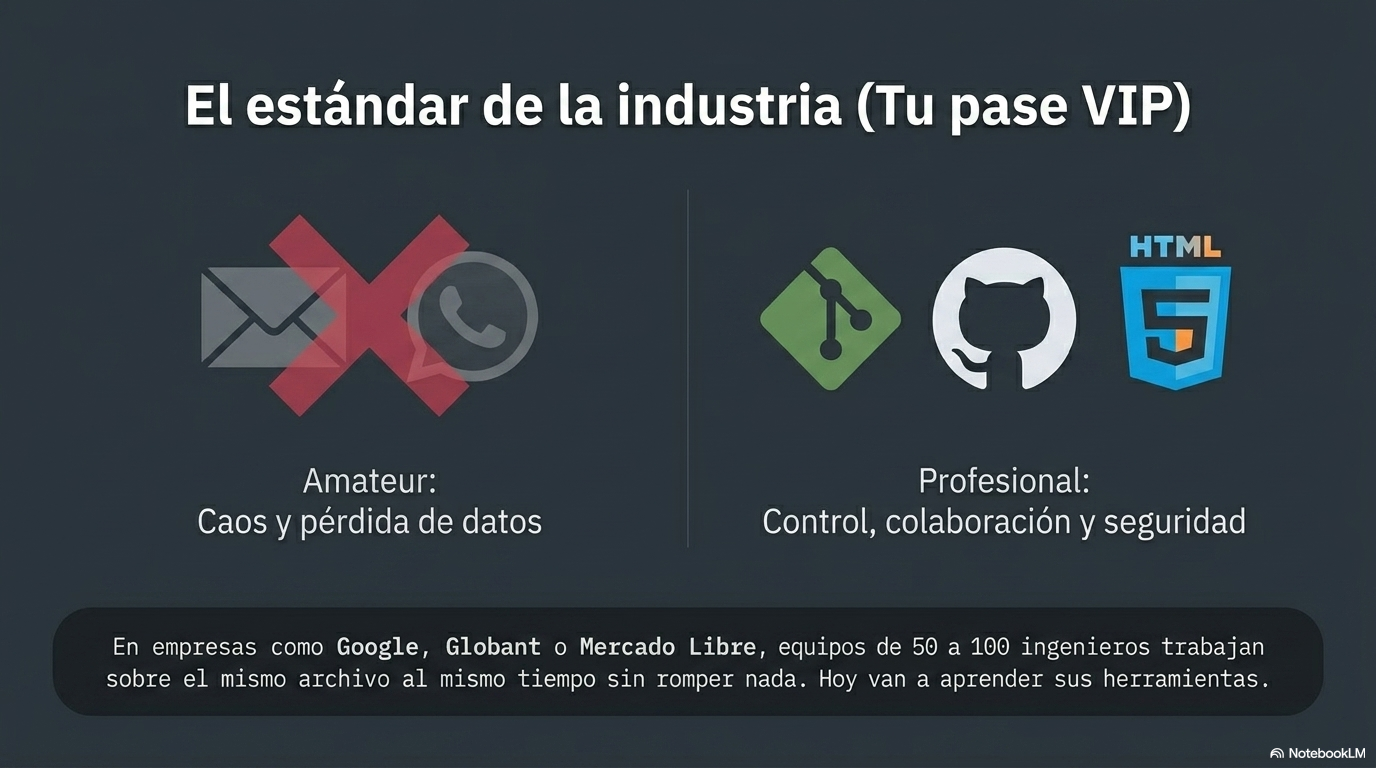 El estándar de la industria (Tu pase VIP)
HTML
5
Amateur:
Caos y pérdida de datos
Profesional:
Control, colaboración y seguridad
En empresas como Google, Globant o Mercado Libre, equipos de 50 a 100 ingenieros trabajan
sobre el mismo archivo al mismo tiempo sin romper nada. Hoy van a aprender sus herramientas.
NotebookLM